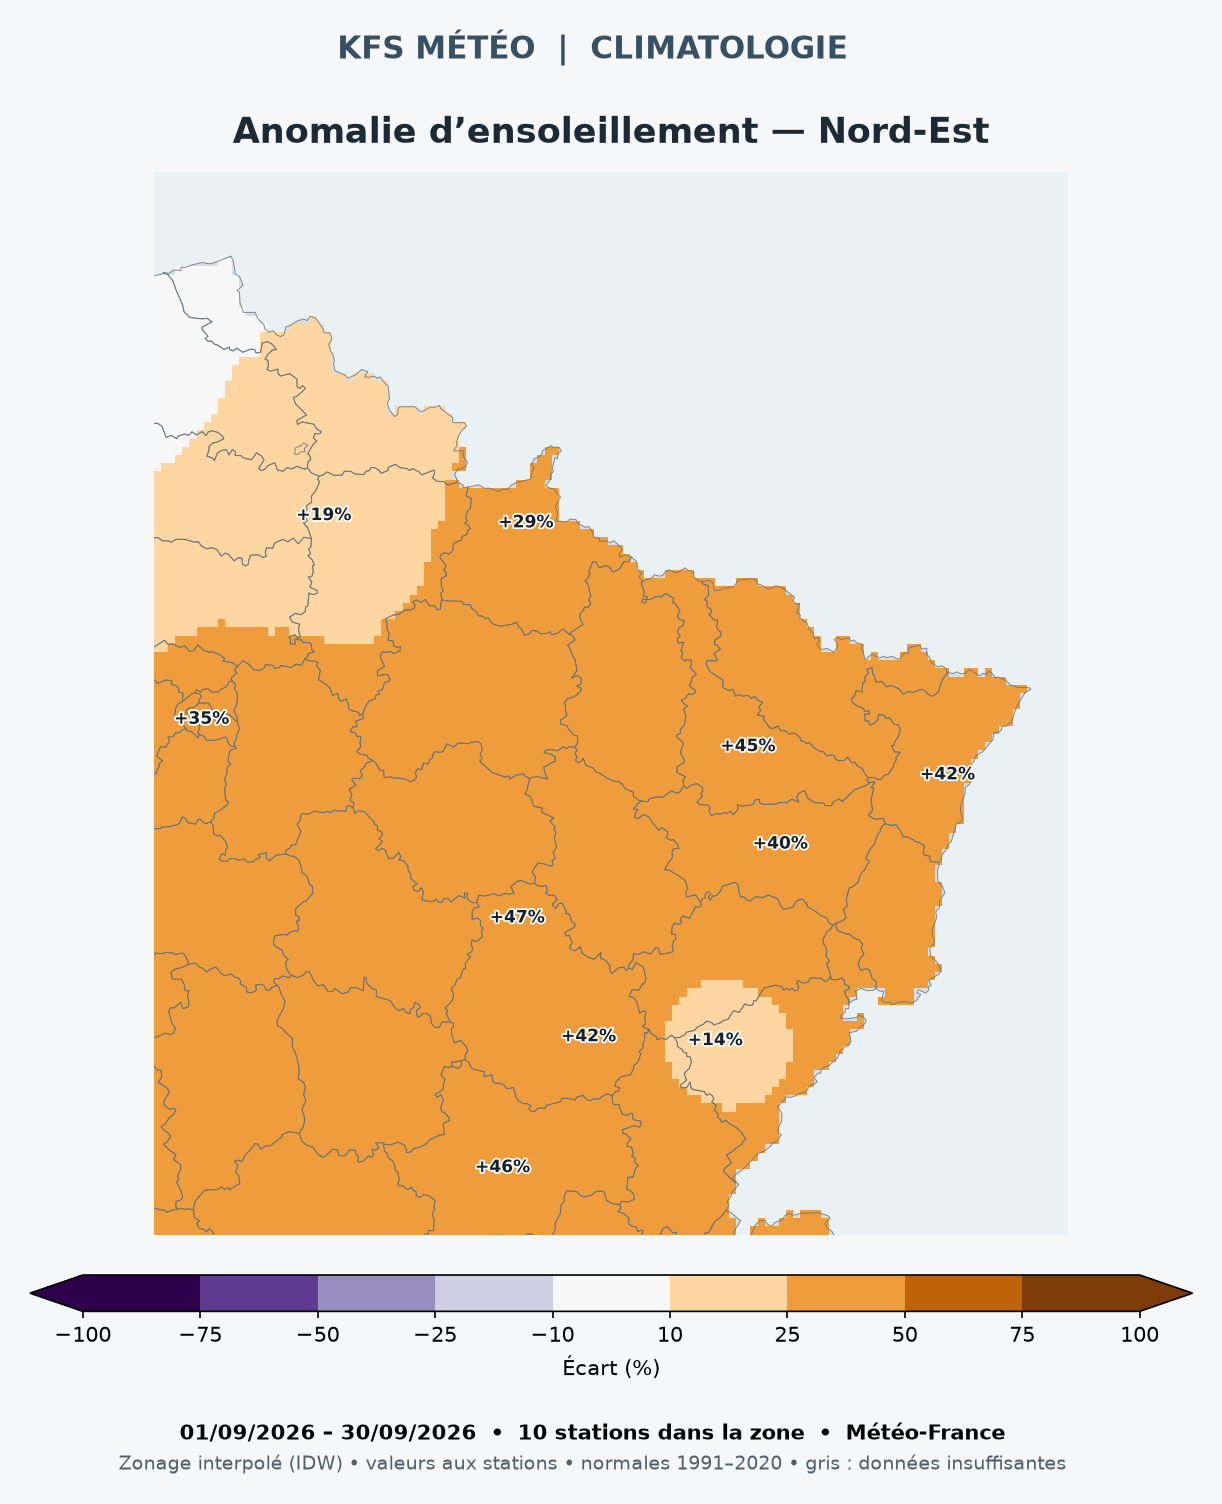 KFS MÉTÉO | CLIMATOLOGIE
Anomalie d’ensoleillement — Nord-Est
+19%
+29%
+35%
+45%
+42%
+40%
+47%
+42%
+14%
+46%
−100 −75 −50 −25 −10 10 25 50 75 100
Écart (%)
01/09/2026 – 30/09/2026 • 10 stations dans la zone • Météo-France
Zonage interpolé (IDW) • valeurs aux stations • normales 1991–2020 • gris : données insuffisantes